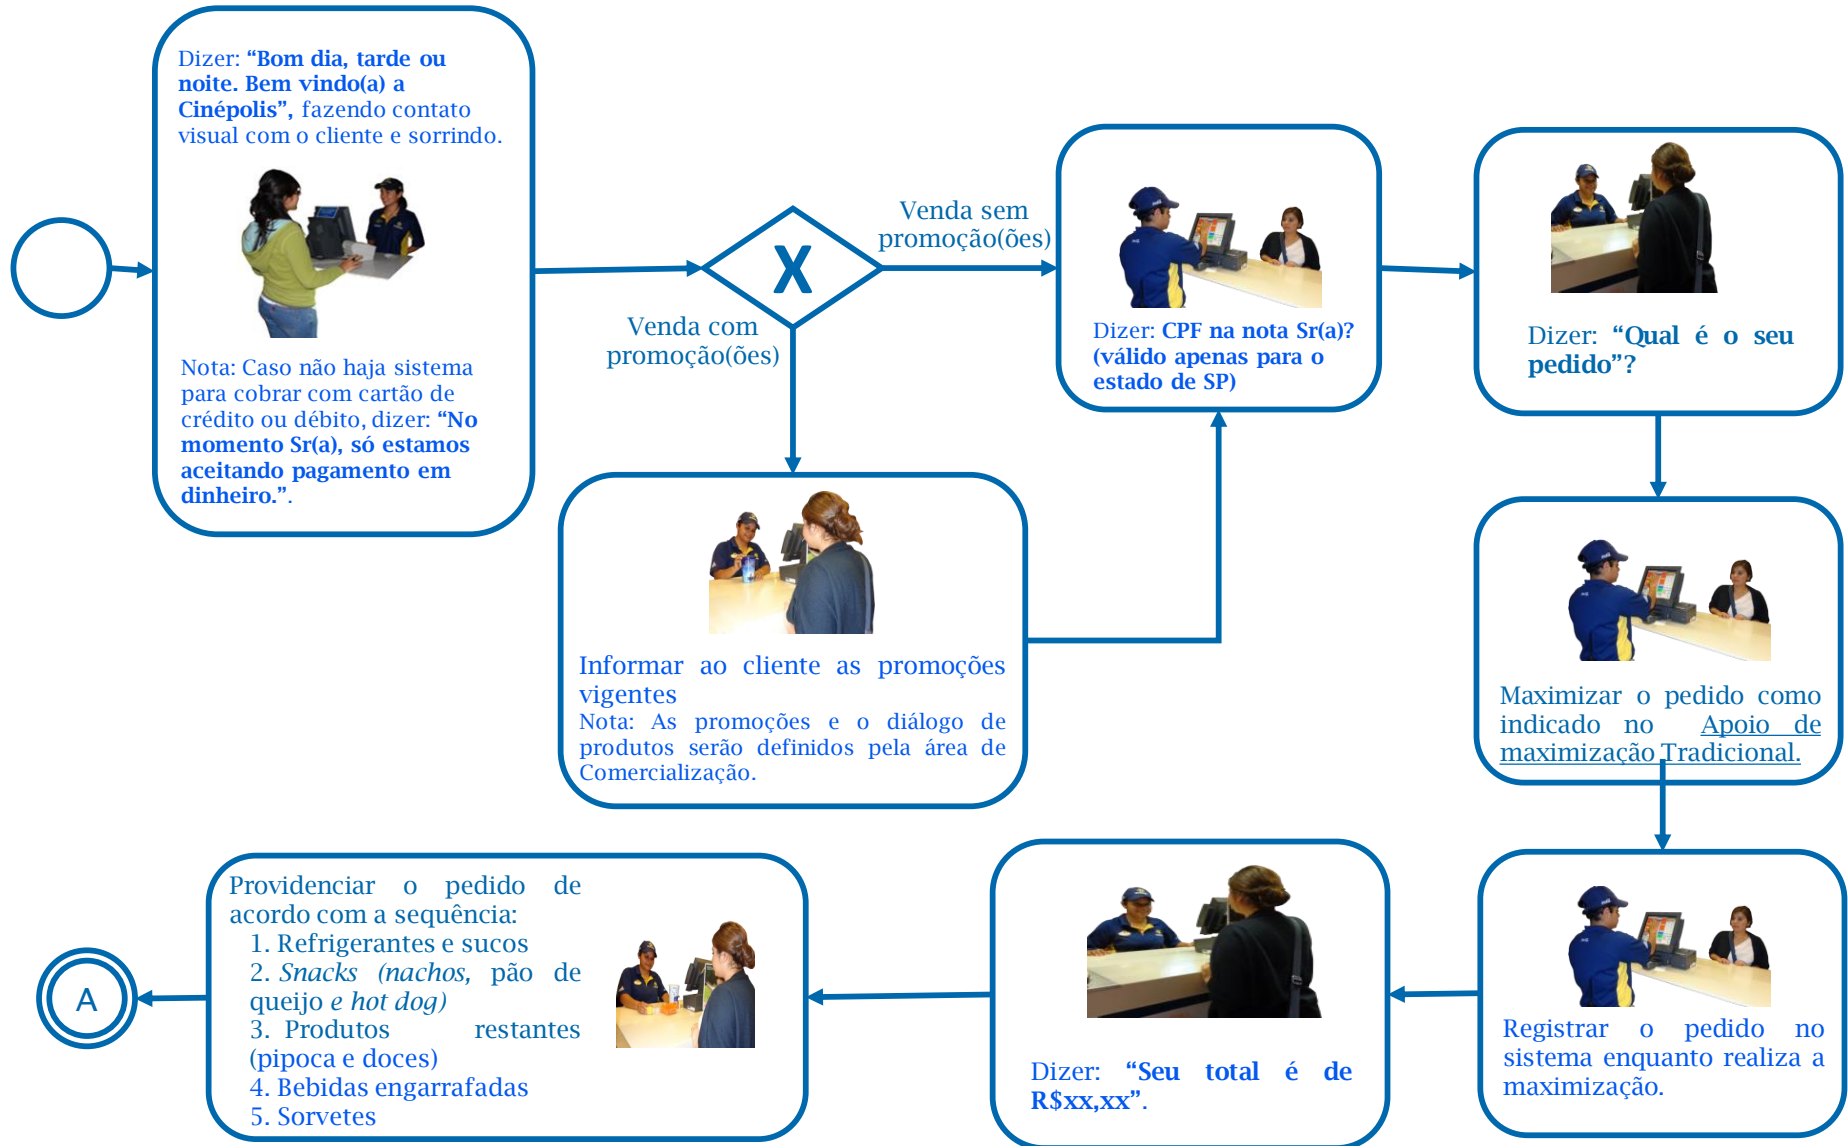 Dizer: “Bom dia, tarde ou
noite. Bem vindo(a) a
Cinépolis”, fazendo contato
visual com o cliente e sorrindo.
Nota: Caso não haja sistema
para cobrar com cartão de
crédito ou débito, dizer: “No
momento Sr(a), só estamos
aceitando pagamento em
dinheiro.”.
X
Venda sem
promoção(ões)
Venda com
promoção(ões)
Informar ao cliente as promoções
vigentes
Nota: As promoções e o diálogo de
produtos serão definidos pela área de
Comercialização.
Dizer: CPF na nota Sr(a)?
(válido apenas para o
estado de SP)
Dizer: “Qual é o seu
pedido”?
Maximizar o pedido como
indicado no Apoio de
maximização Tradicional.
Registrar o pedido no
sistema enquanto realiza a
maximização.
Dizer: “Seu total é de
R$xx,xx”.
Providenciar o pedido de
acordo com a sequência:
1. Refrigerantes e sucos
2. Snacks (nachos, pão de
queijo e hot dog)
3. Produtos restantes
(pipoca e doces)
4. Bebidas engarrafadas
5. Sorvetes
A